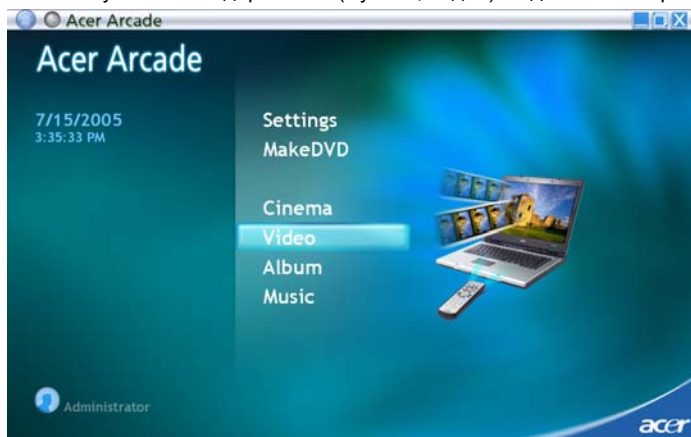 Acer Arcade
Acer Arcade
7/15/2005
3:35:33 PM
Settings
MakeDVD
Cinema
Video
Album
Music
Administrator
acer